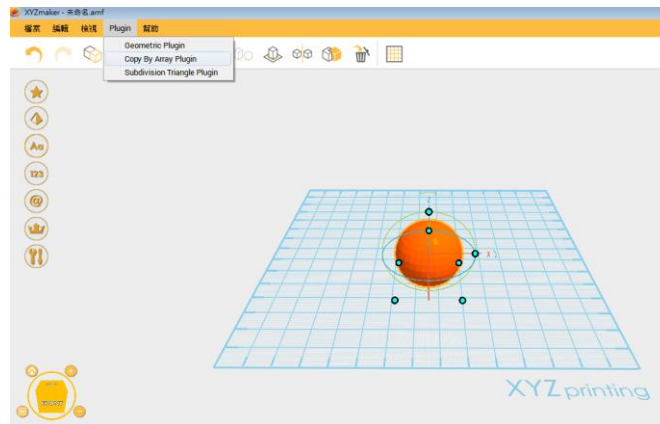 XYZmaker - 未命名.amf
檔案 編輯 檢視 Plugin 幫助
Geometric Plugin
Copy By Array Plugin
Subdivision Triangle Plugin
Aa
123
@
X
XYZprinting